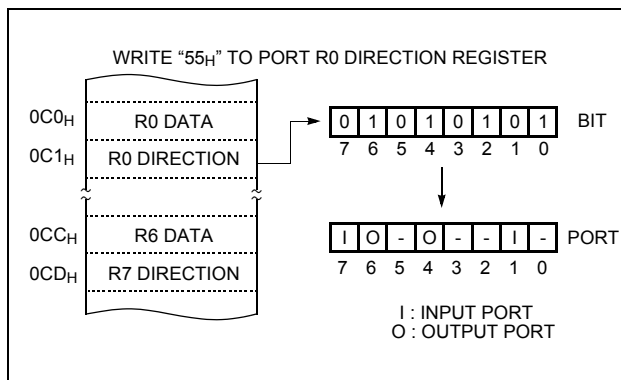 WRITE “55H” TO PORT R0 DIRECTION REGISTER
0C0H R0 DATA
0C1H R0 DIRECTION
0CCH R6 DATA
0CDH R7 DIRECTION
0 1 0 1 0 1 0 1 BIT
7 6 5 4 3 2 1 0
I O - O - - I - PORT
7 6 5 4 3 2 1 0
I : INPUT PORT
O : OUTPUT PORT